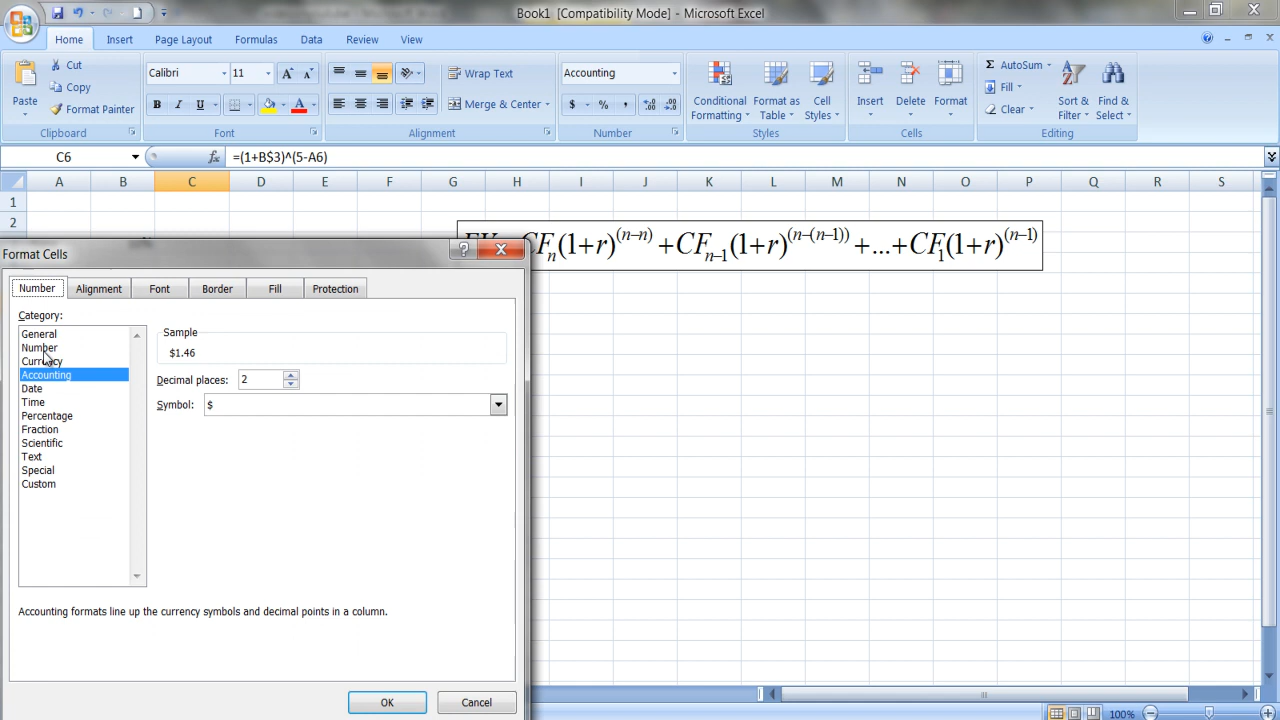 Book1 [Compatibility Mode] - Microsoft Excel
Home Insert Page Layout Formulas Data Review View
Paste
Cut
Copy
Format Painter
Clipboard
Calibri 11
B I U
Font
Wrap Text
Merge & Center
Alignment
Accounting
$ % ,
Number
Conditional Formatting
Format as Table
Cell Styles
Styles
Insert Delete Format
Cells
AutoSum
Fill
Clear
Sort & Filter
Find & Select
Editing
C6 fx =(1+B$3)^(5-A6)
A B C D E F G H I J K L M N O P Q R S
1
2
CFn(1+r)^(n–n) +CFn–1(1+r)^(n–(n–1)) +...+CF1(1+r)^(n–1)
Format Cells
Number Alignment Font Border Fill Protection
Category:
General
Number
Currency
Accounting
Date
Time
Percentage
Fraction
Scientific
Text
Special
Custom
Sample
$1.46
Decimal places: 2
Symbol: $
Accounting formats line up the currency symbols and decimal points in a column.
OK Cancel
100%